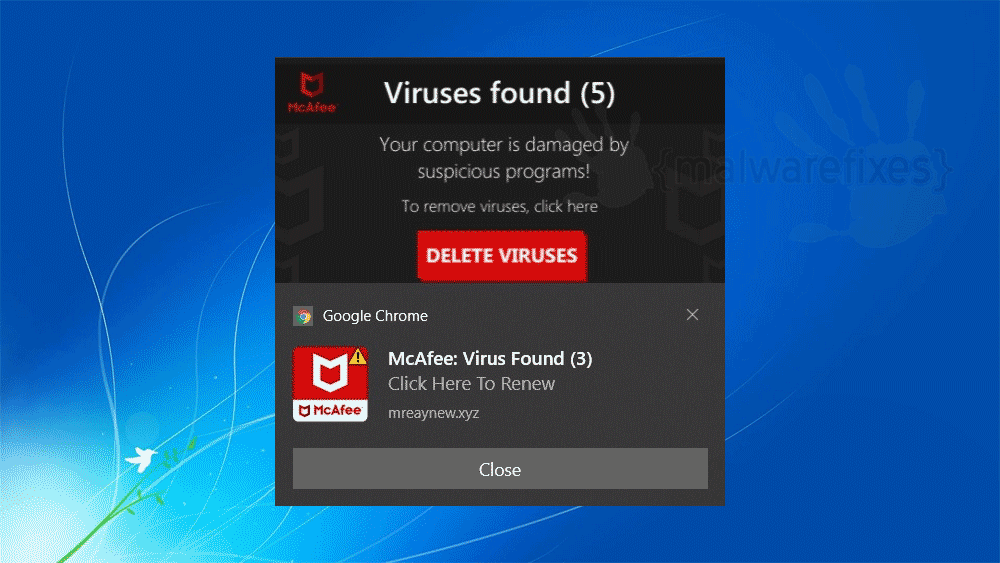 McAfee
Viruses found (5)
Your computer is damaged by
suspicious programs!
{malwarefixes}
To remove viruses, click here
DELETE VIRUSES
Google Chrome
McAfee: Virus Found (3)
Click Here To Renew
McAfee
mreaynew.xyz
Close